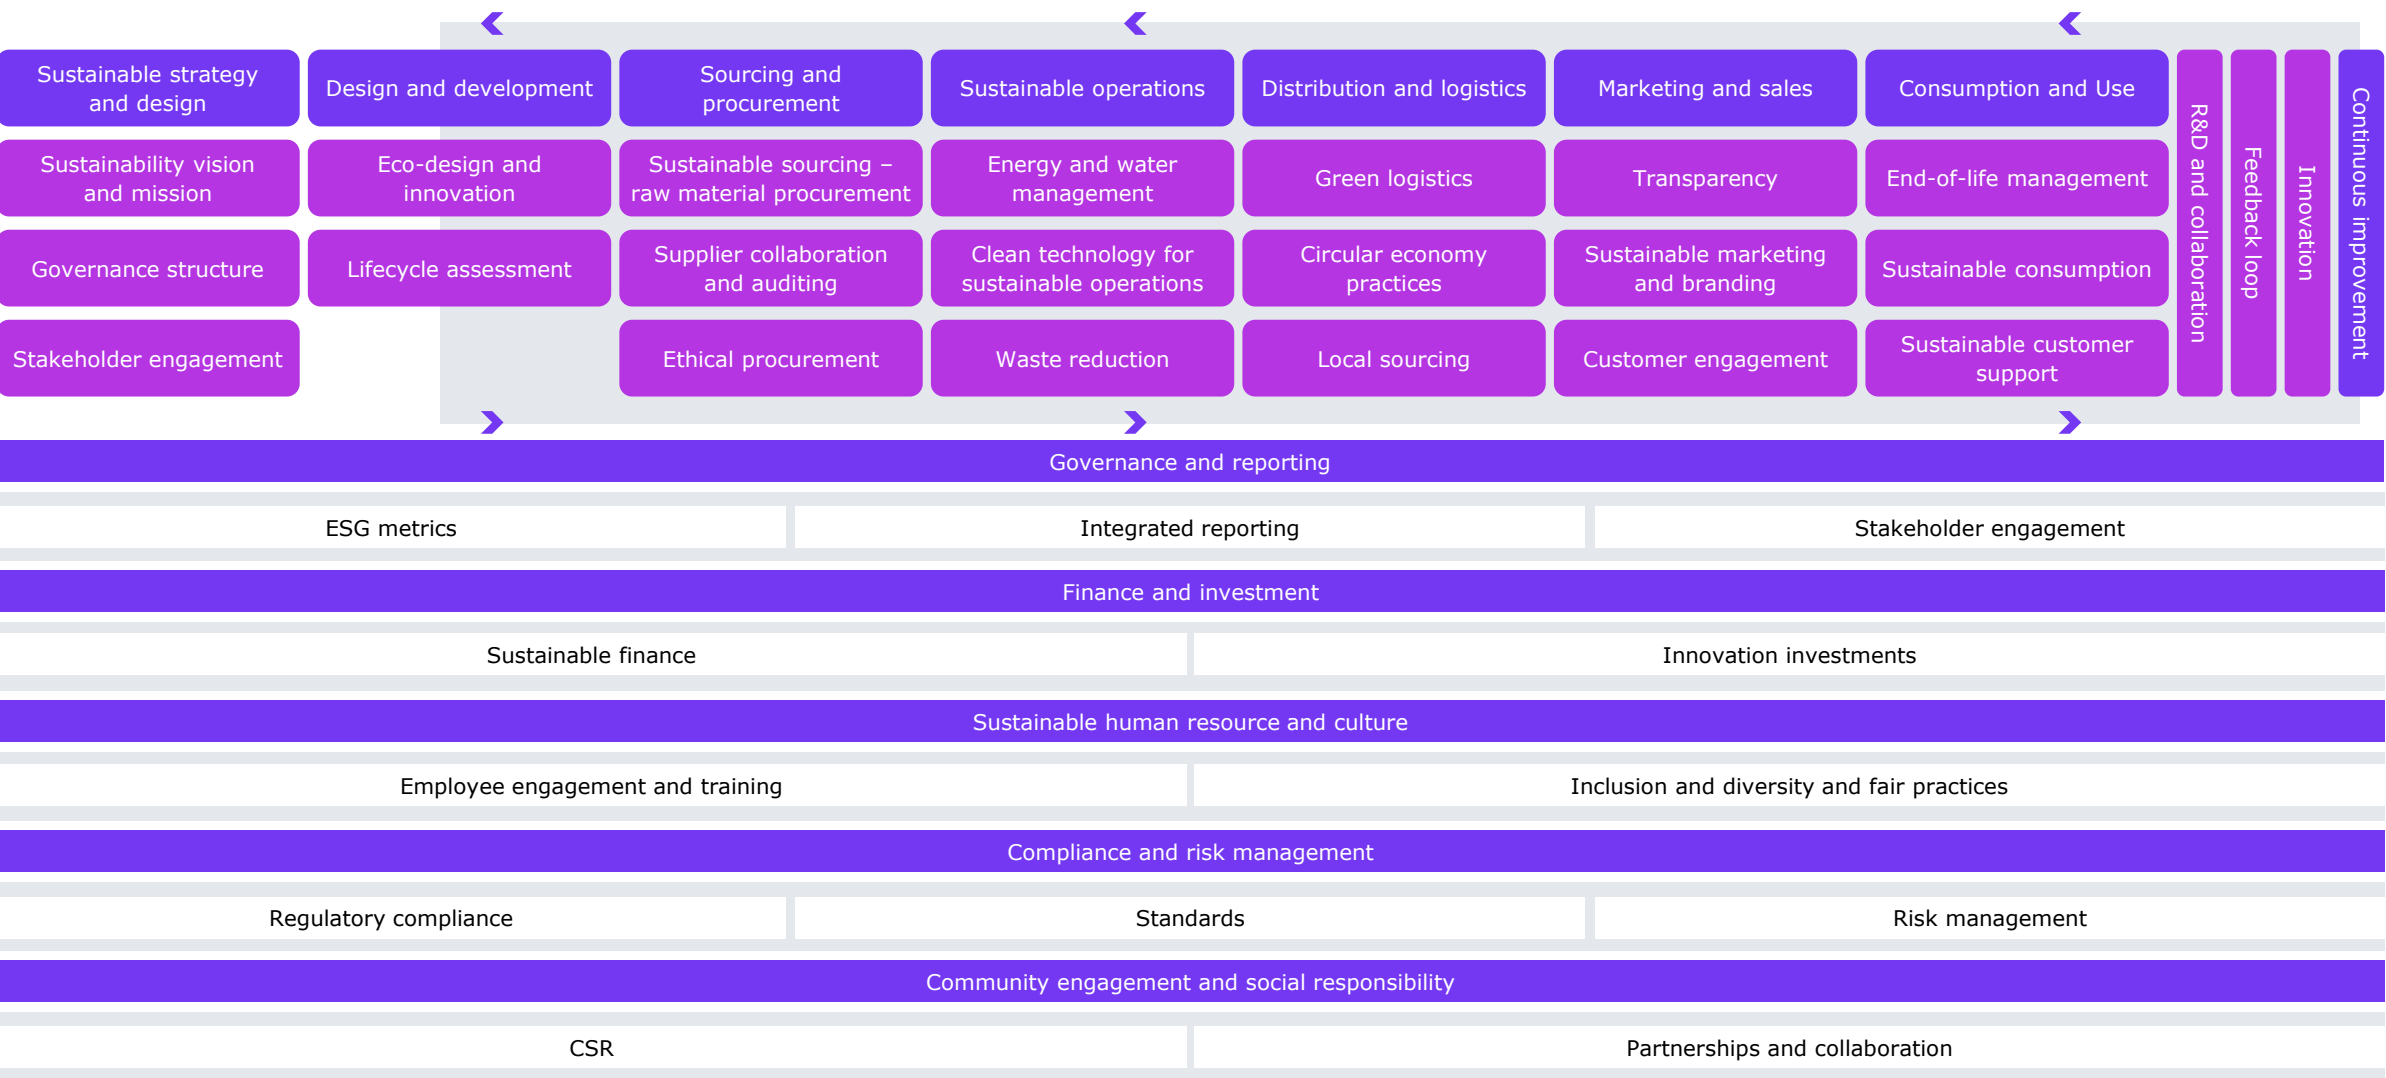 Sustainable strategy
and design
Design and development
Sourcing and
procurement
Sustainable operations
Distribution and logistics
Marketing and sales
Consumption and Use
Sustainability vision
and mission
Eco-design and
innovation
Sustainable sourcing –
raw material procurement
Energy and water
management
Green logistics
Transparency
End-of-life management
Governance structure
Lifecycle assessment
Supplier collaboration
and auditing
Clean technology for
sustainable operations
Circular economy
practices
Sustainable marketing
and branding
Sustainable consumption
Stakeholder engagement
Ethical procurement
Waste reduction
Local sourcing
Customer engagement
Sustainable customer
support
R&D and collaboration
Feedback loop
Innovation
Continuous improvement
Governance and reporting
ESG metrics
Integrated reporting
Stakeholder engagement
Finance and investment
Sustainable finance
Innovation investments
Sustainable human resource and culture
Employee engagement and training
Inclusion and diversity and fair practices
Compliance and risk management
Regulatory compliance
Standards
Risk management
Community engagement and social responsibility
CSR
Partnerships and collaboration